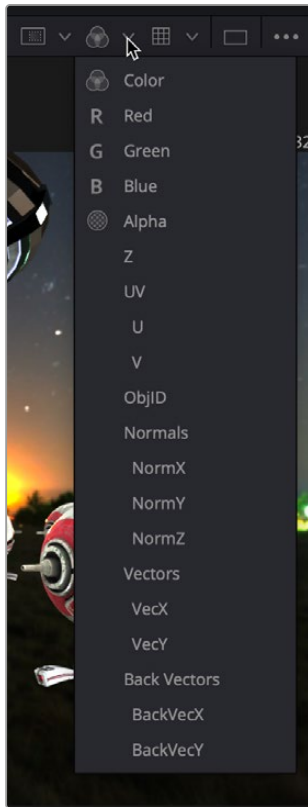 Color
R Red
G Green
B Blue
Alpha
Z
UV
U
V
ObjID
Normals
NormX
NormY
NormZ
Vectors
VecX
VecY
Back Vectors
BackVecX
BackVecY